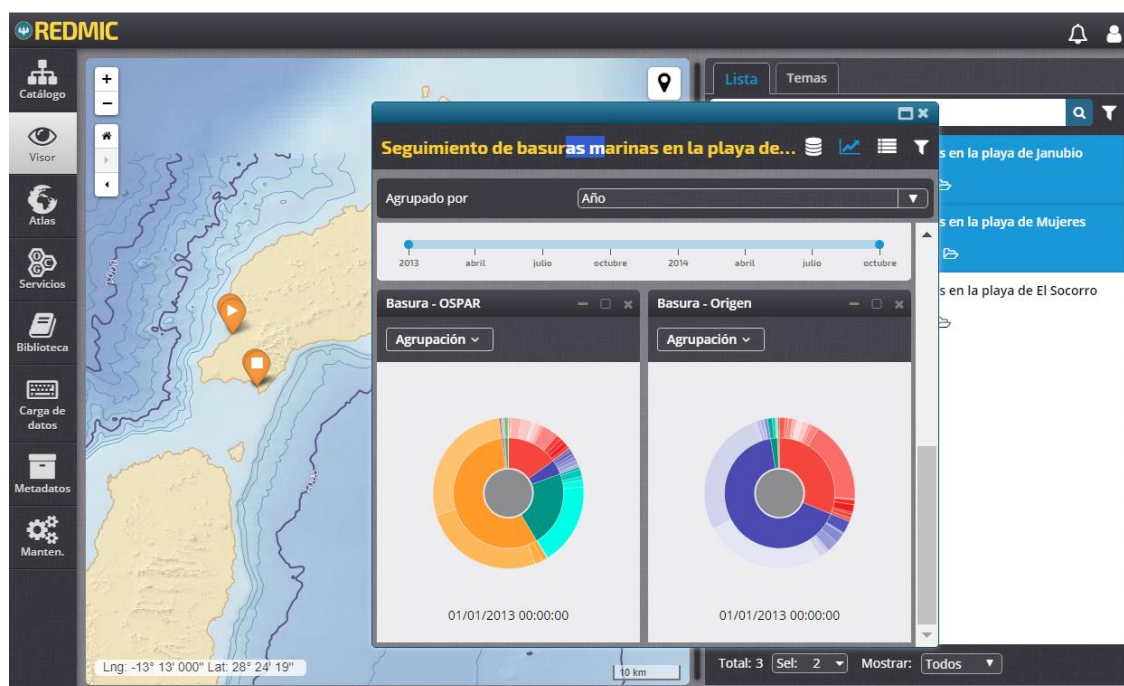 REDMIC
Catálogo
Visor
Atlas
Servicios
Biblioteca
Carga de
datos
Metadatos
Manten.
+
−
Lng: -13° 13' 000" Lat: 28° 24' 19"
10 km
Lista
Temas
s en la playa de Janubio
s en la playa de Mujeres
s en la playa de El Socorro
Seguimiento de basuras marinas en la playa de...
Agrupado por
Año
2013 abril julio octubre 2014 abril julio octubre
Basura - OSPAR
Agrupación
01/01/2013 00:00:00
Basura - Origen
Agrupación
01/01/2013 00:00:00
Total: 3 Sel: 2 Mostrar: Todos